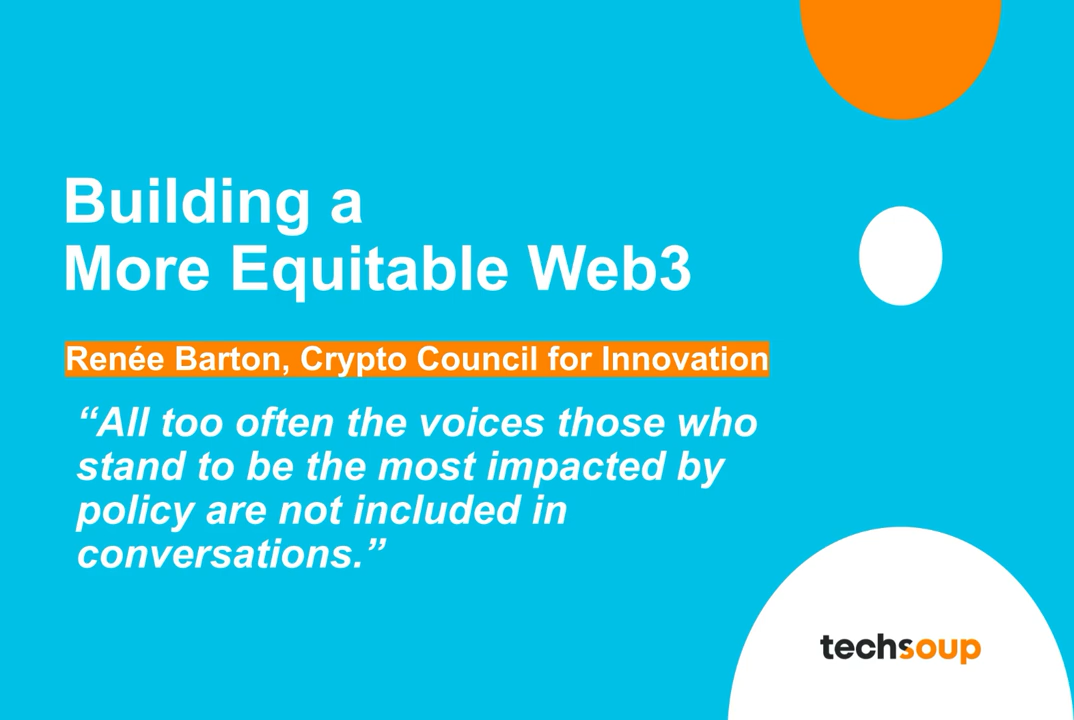 Building a
More Equitable Web3
Renée Barton, Crypto Council for Innovation
“All too often the voices those who
stand to be the most impacted by
policy are not included in
conversations.”
techsoup